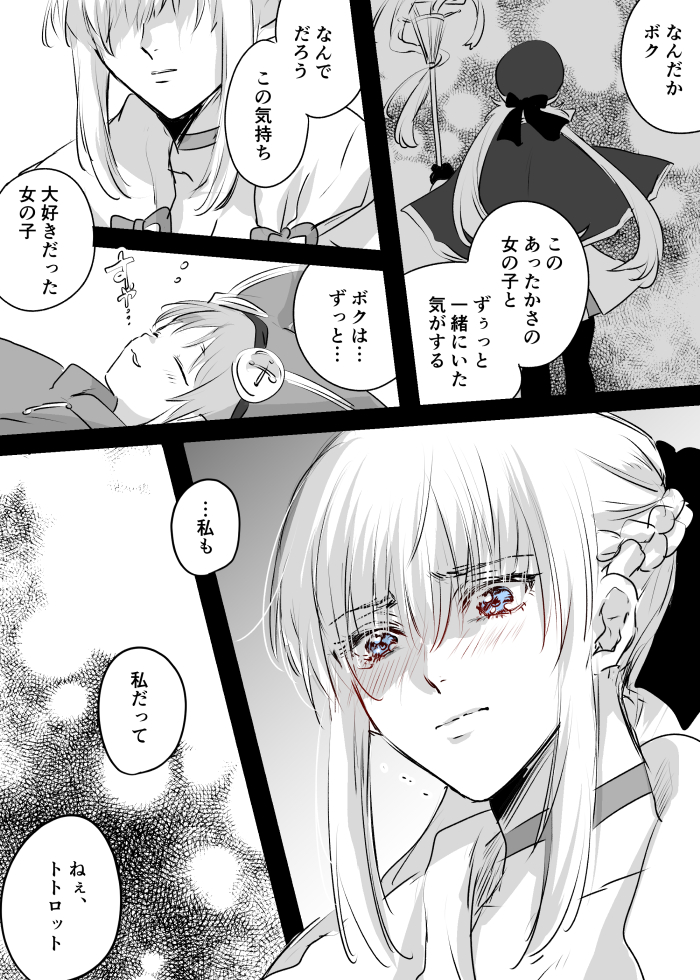 なんだか
ボク
この
あったかさの
女の子と
ずぅっと
一緒にいた
気がする
なんで
だろう
この気持ち
大好きだった
女の子
ボクは…
ずっと…
すゃ…
…私も
私だって
ねぇ、
トトロット